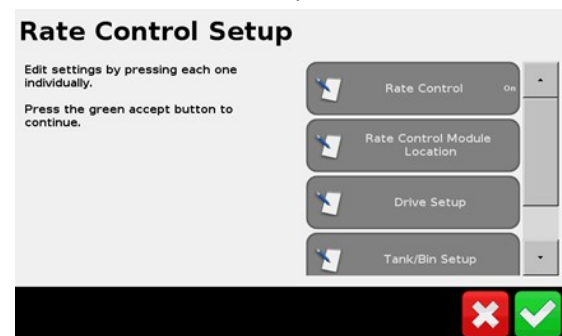 Rate Control Setup
Edit settings by pressing each one
individually.
Press the green accept button to
continue.
Rate Control On
Rate Control Module
Location
Drive Setup
Tank/Bin Setup